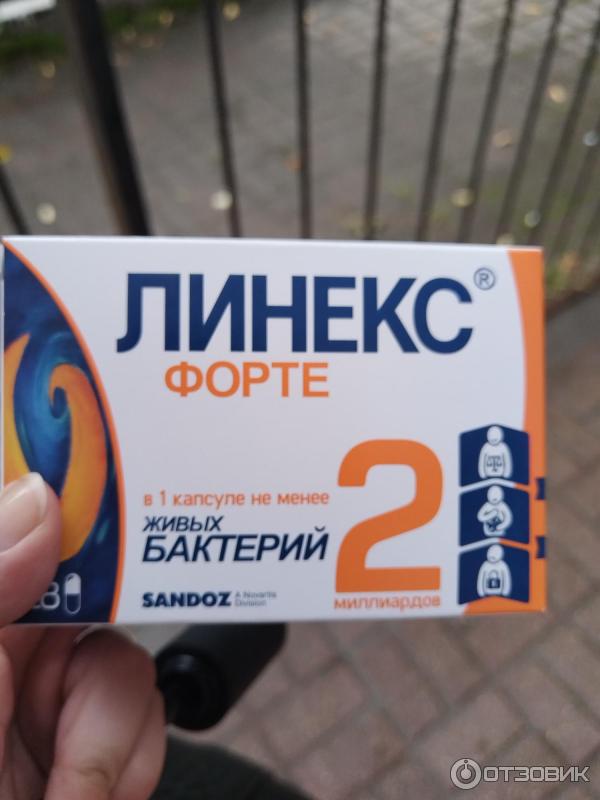 ЛИНЕКС®
ФОРТЕ
в 1 капсуле не менее
живых
БАКТЕРИЙ
2
миллиардов
SANDOZ A Novartis
Division
ОТЗОВИК